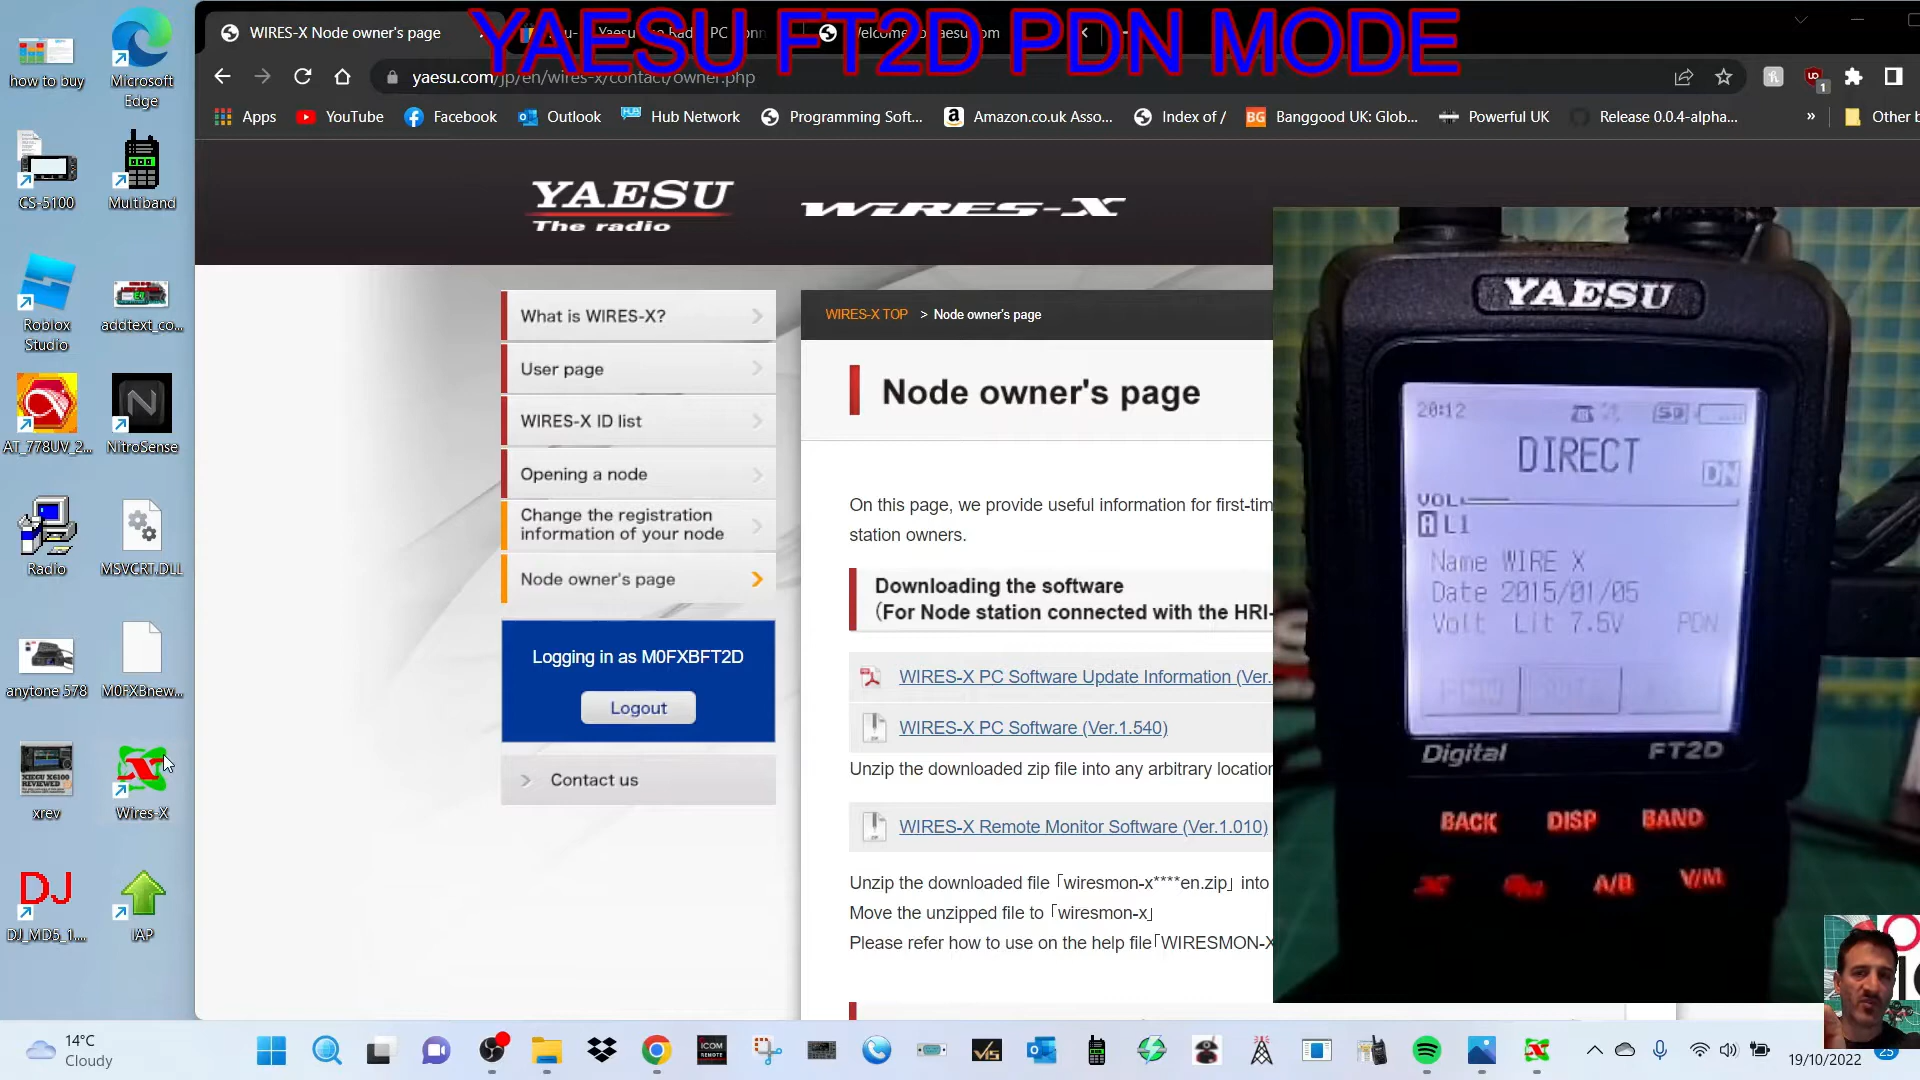 YAESU FT2D PDN MODE
WIRES-X Node owner's page
yaesu.com/jp/en/wires-x/contact/owner.php
Apps
YouTube
Facebook
Outlook
Hub Network
Programming Soft...
Amazon.co.uk Asso...
Index of /
Banggood UK: Glob...
Powerful UK
Release 0.0.4-alpha...
»
how to buy
Microsoft
Edge
CS-5100
Multiband
Roblox
Studio
addtext_co...
AT_778UV_2...
NitroSense
Radio
MSVCRT.DLL
anytone 578
M0FXBnew...
xrev
Wires-X
DJ_MD5_1....
IAP
YAESU
The radio
WIRES-X
What is WIRES-X?
User page
WIRES-X ID list
Opening a node
Change the registration
information of your node
Node owner's page
Logging in as M0FXBFT2D
Logout
Contact us
WIRES-X TOP > Node owner's page
Node owner's page
On this page, we provide useful information for first-tim
station owners.
Downloading the software
（For Node station connected with the HRI-
WIRES-X PC Software Update Information (Ver.
WIRES-X PC Software (Ver.1.540)
Unzip the downloaded zip file into any arbitrary location
WIRES-X Remote Monitor Software (Ver.1.010)
Unzip the downloaded file「wiresmon-x****en.zip」into
Move the unzipped file to「wiresmon-x」
Please refer how to use on the help file「WIRESMON-X
YAESU
20:12
SD
DIRECT
DN
VOL
A L1
Name WIRE X
Date 2015/01/05
Volt Lit 7.5V PDN
Digital FT2D
BACK DISP BAND
X A/B V/M
14°C
Cloudy
19/10/2022
25